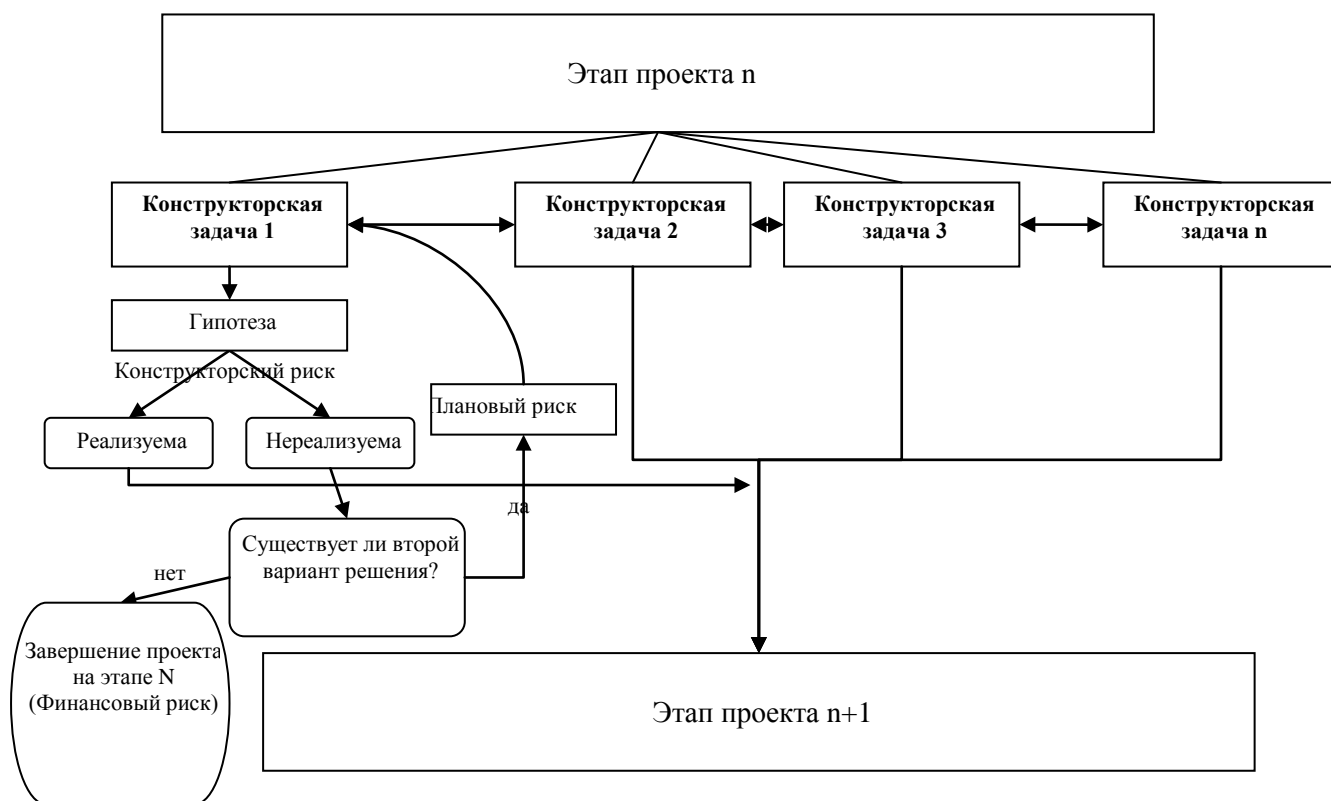 Этап проекта n
Конструкторская
задача 1
Конструкторская
задача 2
Конструкторская
задача 3
Конструкторская
задача n
Гипотеза
Конструкторский риск
Плановый риск
Реализуема
Нереализуема
да
Существует ли второй
вариант решения?
нет
Завершение проекта
на этапе N
(Финансовый риск)
Этап проекта n+1